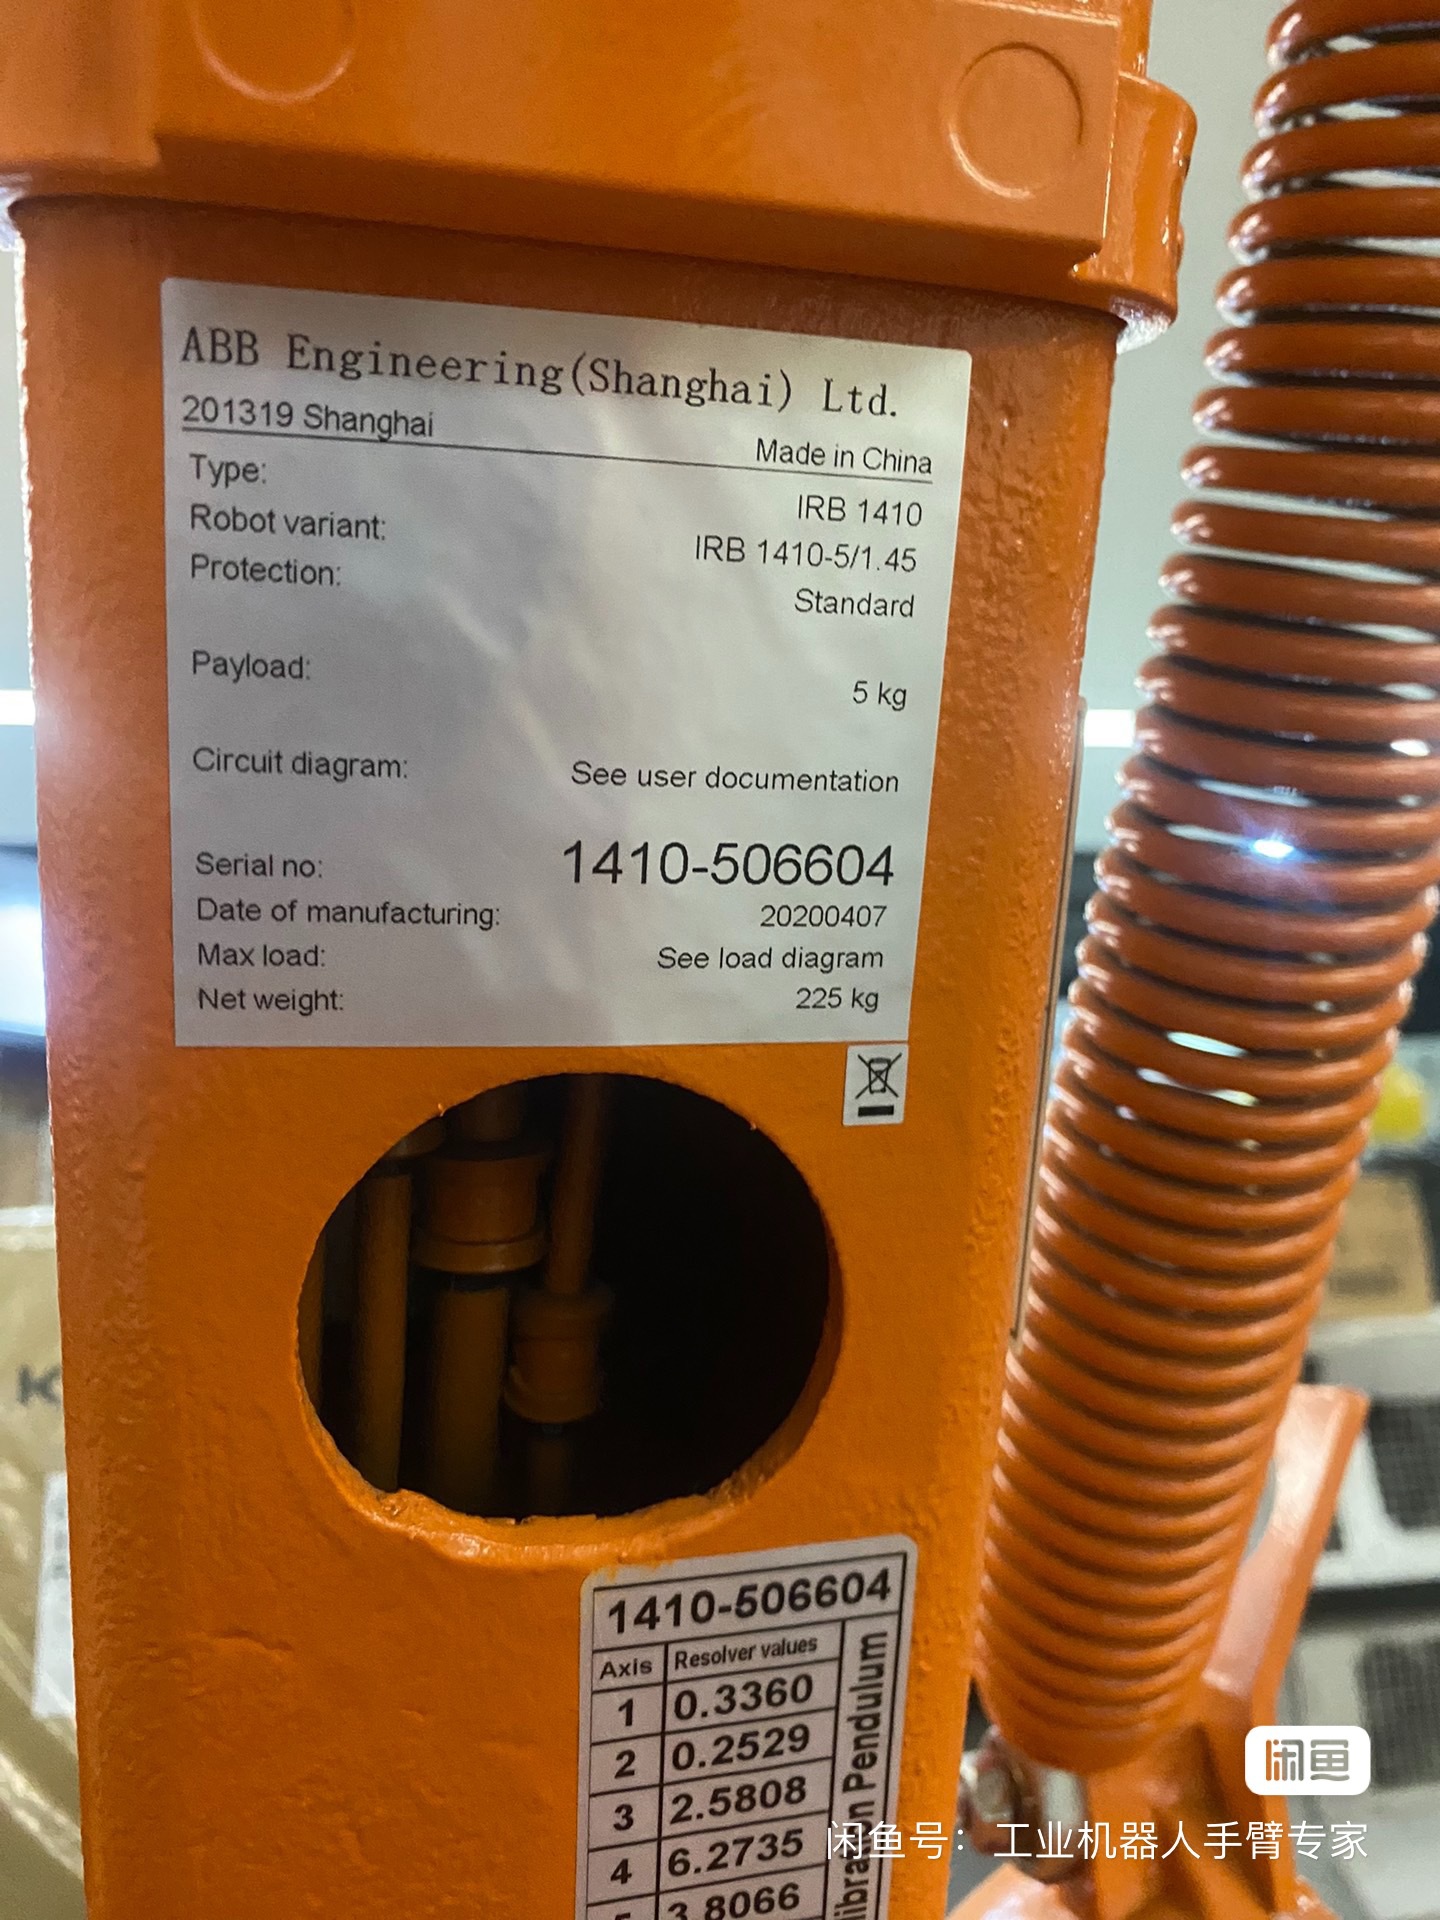 ABB Engineering(Shanghai) Ltd.
201319 Shanghai
Made in China
Type: IRB 1410
Robot variant: IRB 1410-5/1.45
Protection: Standard
Payload: 5 kg
Circuit diagram: See user documentation
Serial no: 1410-506604
Date of manufacturing: 20200407
Max load: See load diagram
Net weight: 225 kg
1410-506604
Axis Resolver values
1 0.3360
2 0.2529
3 2.5808
4 6.2735
3.8066
Pendulum
K
闲鱼
闲鱼号：工业机器人手臂专家